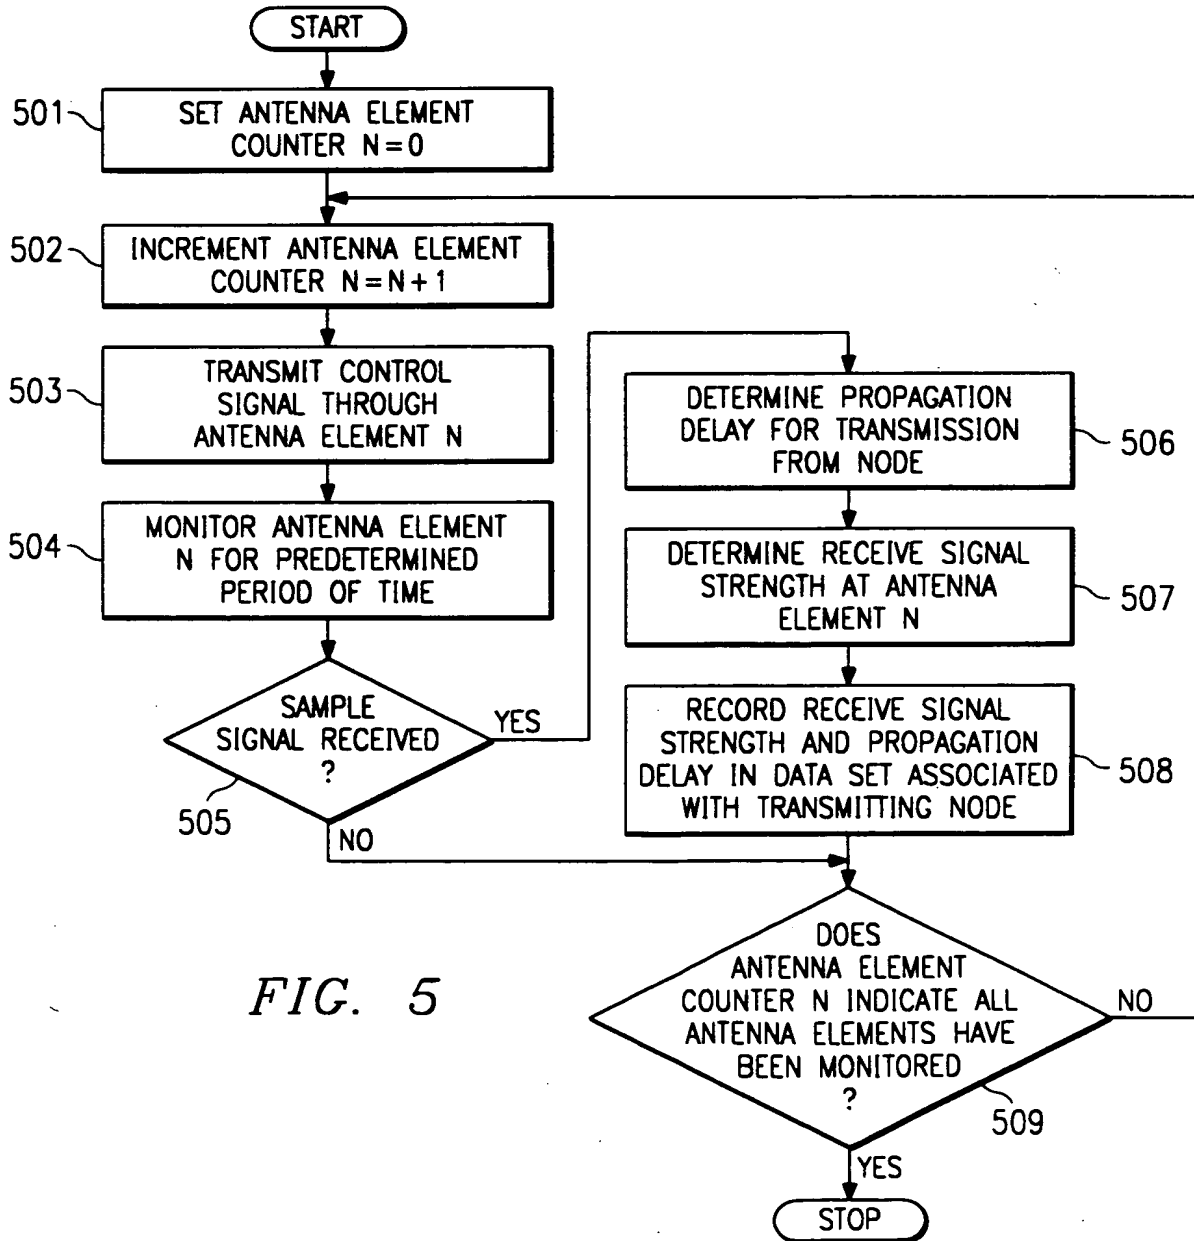 START
501
SET ANTENNA ELEMENT
COUNTER N=0
502
INCREMENT ANTENNA ELEMENT
COUNTER N=N+1
503
TRANSMIT CONTROL
SIGNAL THROUGH
ANTENNA ELEMENT N
504
MONITOR ANTENNA ELEMENT
N FOR PREDETERMINED
PERIOD OF TIME
SAMPLE
SIGNAL RECEIVED
?
505
YES
NO
DETERMINE PROPAGATION
DELAY FOR TRANSMISSION
FROM NODE
506
DETERMINE RECEIVE SIGNAL
STRENGTH AT ANTENNA
ELEMENT N
507
RECORD RECEIVE SIGNAL
STRENGTH AND PROPAGATION
DELAY IN DATA SET ASSOCIATED
WITH TRANSMITTING NODE
508
DOES
ANTENNA ELEMENT
COUNTER N INDICATE ALL
ANTENNA ELEMENTS HAVE
BEEN MONITORED
?
NO
509
YES
STOP
FIG. 5